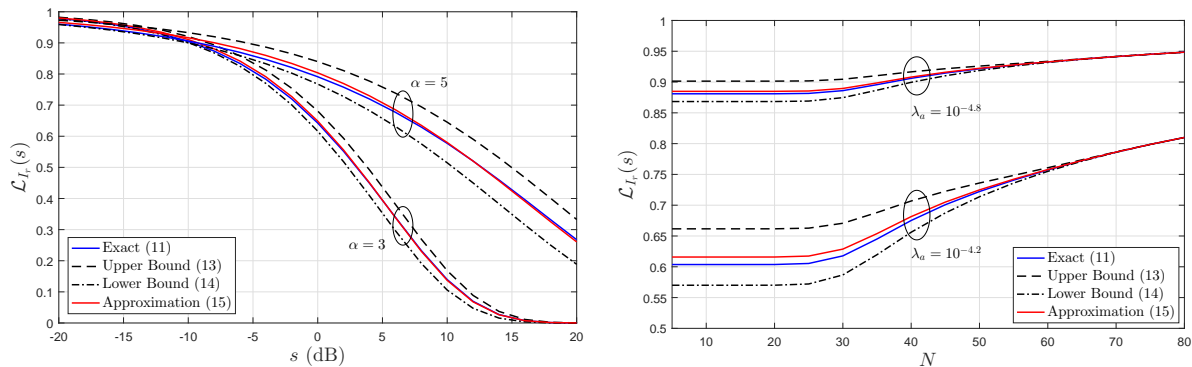 1
0.9
0.8
0.7
0.6
0.5
0.4
0.3
0.2
0.1
0
-20
-15
-10
-5
0
5
10
15
20
s (dB)
ℒ_{I_r}(s)
α = 5
α = 3
Exact (11)
Upper Bound (13)
Lower Bound (14)
Approximation (15)
0.95
0.9
0.85
0.8
0.75
0.7
0.65
0.6
0.55
0.5
10
20
30
40
50
60
70
80
N
ℒ_{I_r}(s)
λ_a = 10^{-4.8}
λ_a = 10^{-4.2}
Exact (11)
Upper Bound (13)
Lower Bound (14)
Approximation (15)